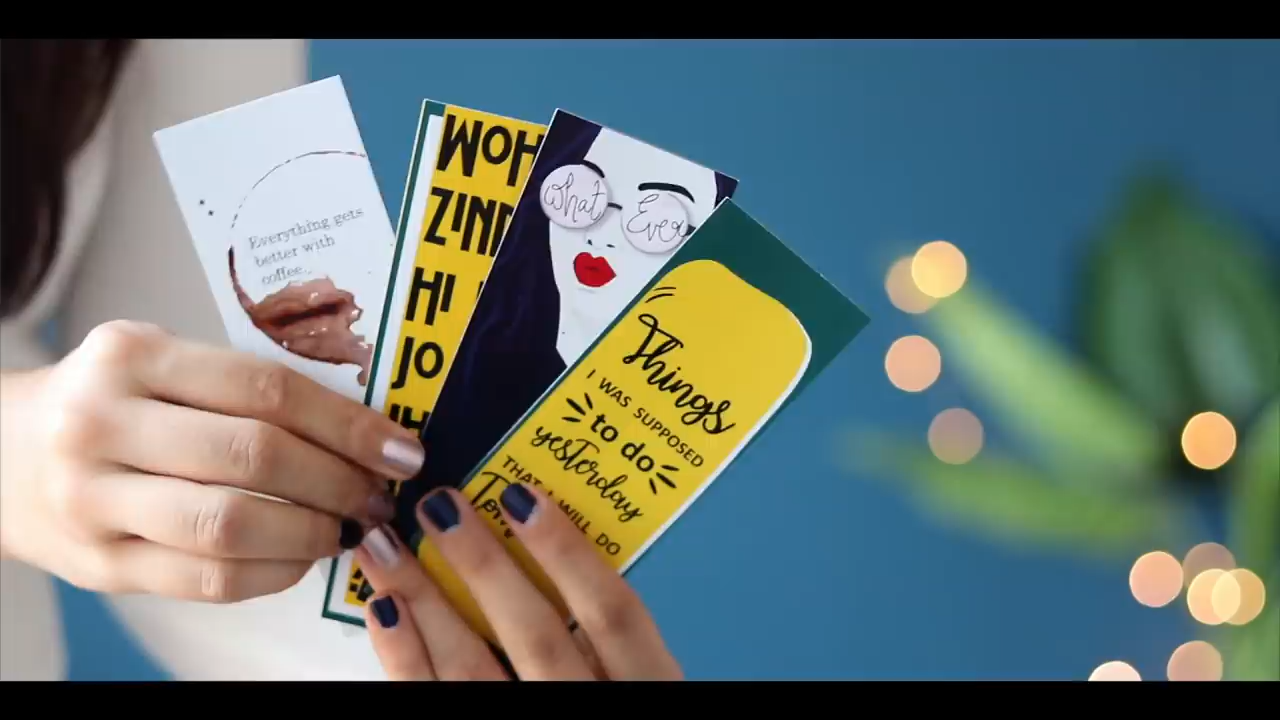 Everything gets
better with
coffee..
WOH
ZIND
HI
JO
What Ever
Things
I WAS SUPPOSED
to do
yesterday
THAT I WILL DO